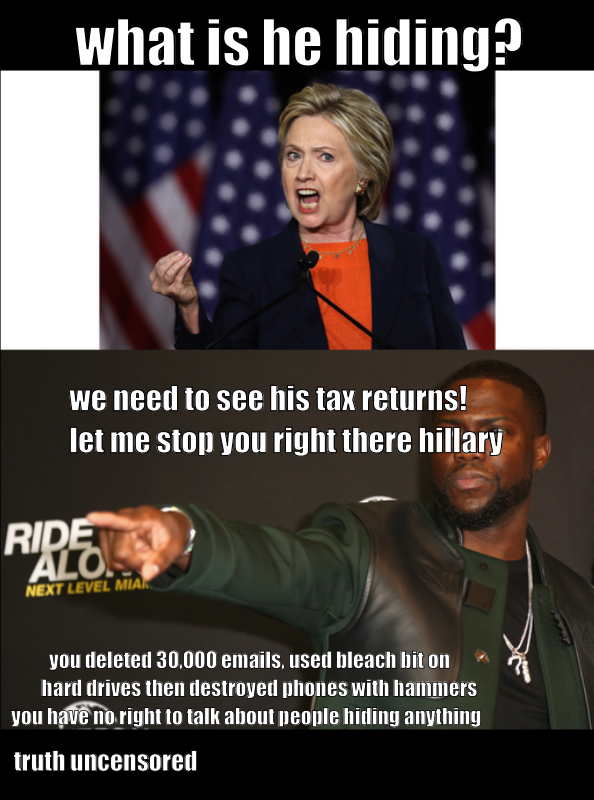 what is he hiding?
we need to see his tax returns!
let me stop you right there hillary
RIDE
ALO
NEXT LEVEL MIA
you deleted 30,000 emails, used bleach bit on
hard drives then destroyed phones with hammers
you have no right to talk about people hiding anything
truth uncensored